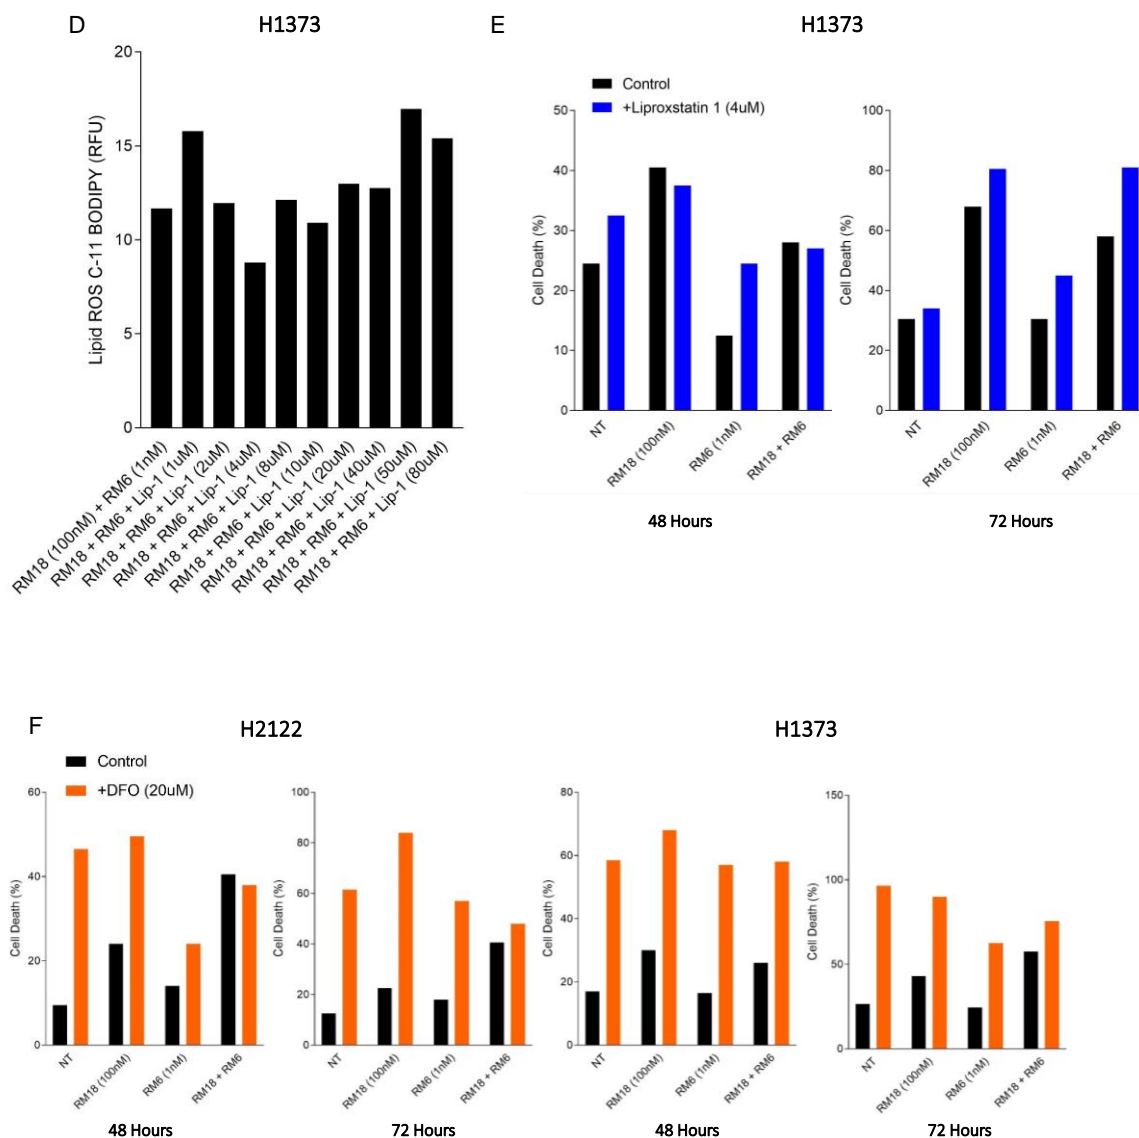 D
H1373
Lipid ROS C-11 BODIPY (RFU)
20
15
10
5
0
RM18 (100nM) + RM6 (1nM)
RM18 + RM6 + Lip-1 (1uM)
RM18 + RM6 + Lip-1 (2uM)
RM18 + RM6 + Lip-1 (4uM)
RM18 + RM6 + Lip-1 (8uM)
RM18 + RM6 + Lip-1 (10uM)
RM18 + RM6 + Lip-1 (20uM)
RM18 + RM6 + Lip-1 (40uM)
RM18 + RM6 + Lip-1 (50uM)
RM18 + RM6 + Lip-1 (80uM)
E
H1373
Control
+Liproxstatin 1 (4uM)
Cell Death (%)
50
40
30
20
10
0
NT
RM18 (100nM)
RM6 (1nM)
RM18 + RM6
48 Hours
Cell Death (%)
100
80
60
40
20
0
NT
RM18 (100nM)
RM6 (1nM)
RM18 + RM6
72 Hours
F
H2122
Control
+DFO (20uM)
Cell Death (%)
60
40
20
0
NT
RM18 (100nM)
RM6 (1nM)
RM18 + RM6
48 Hours
Cell Death (%)
100
80
60
40
20
0
NT
RM18 (100nM)
RM6 (1nM)
RM18 + RM6
72 Hours
H1373
Cell Death (%)
80
60
40
20
0
NT
RM18 (100nM)
RM6 (1nM)
RM18 + RM6
48 Hours
Cell Death (%)
150
100
50
0
NT
RM18 (100nM)
RM6 (1nM)
RM18 + RM6
72 Hours